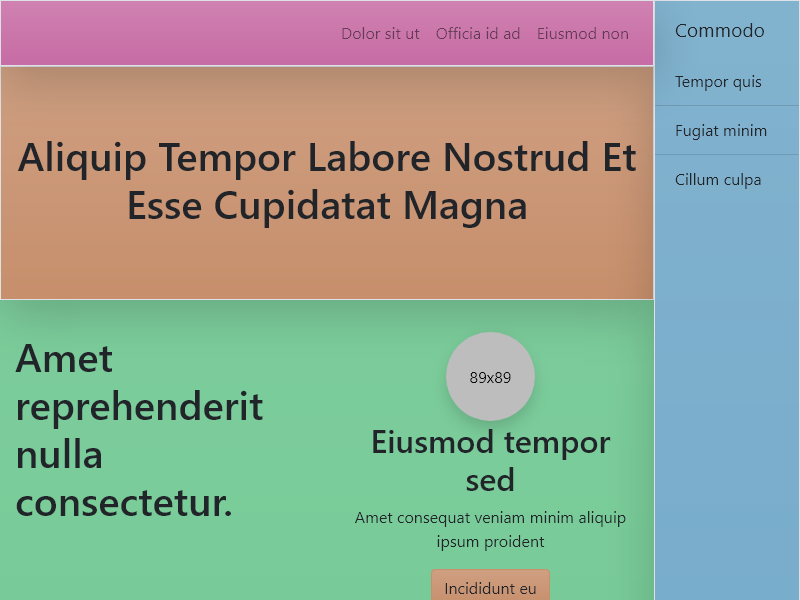 Dolor sit ut Officia id ad Eiusmod non
Aliquip Tempor Labore Nostrud Et
Esse Cupidatat Magna
Amet
reprehenderit
nulla
consectetur.
89x89
Eiusmod tempor
sed
Amet consequat veniam minim aliquip
ipsum proident
Incididunt eu
Commodo
Tempor quis
Fugiat minim
Cillum culpa